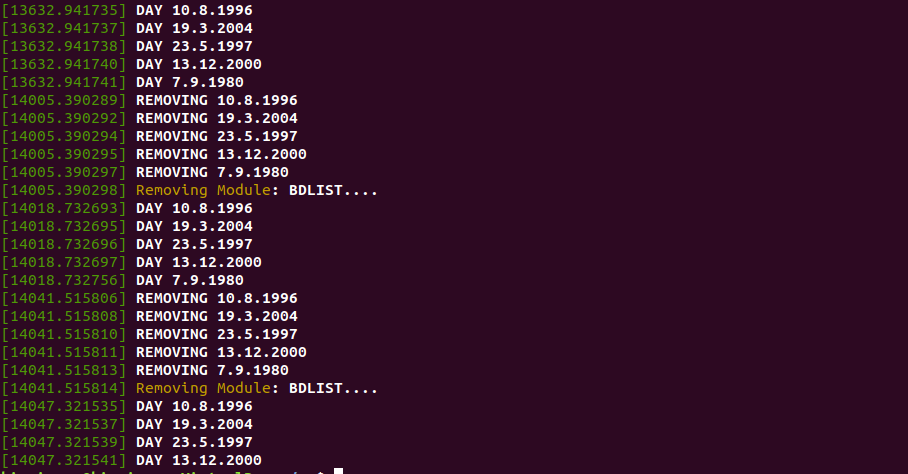 [13632.941735] DAY 10.8.1996
[13632.941737] DAY 19.3.2004
[13632.941738] DAY 23.5.1997
[13632.941740] DAY 13.12.2000
[13632.941741] DAY 7.9.1980
[14005.390289] REMOVING 10.8.1996
[14005.390292] REMOVING 19.3.2004
[14005.390294] REMOVING 23.5.1997
[14005.390295] REMOVING 13.12.2000
[14005.390297] REMOVING 7.9.1980
[14005.390298] Removing Module: BDLIST....
[14018.732693] DAY 10.8.1996
[14018.732695] DAY 19.3.2004
[14018.732696] DAY 23.5.1997
[14018.732697] DAY 13.12.2000
[14018.732756] DAY 7.9.1980
[14041.515806] REMOVING 10.8.1996
[14041.515808] REMOVING 19.3.2004
[14041.515810] REMOVING 23.5.1997
[14041.515811] REMOVING 13.12.2000
[14041.515813] REMOVING 7.9.1980
[14041.515814] Removing Module: BDLIST....
[14047.321535] DAY 10.8.1996
[14047.321537] DAY 19.3.2004
[14047.321539] DAY 23.5.1997
[14047.321541] DAY 13.12.2000